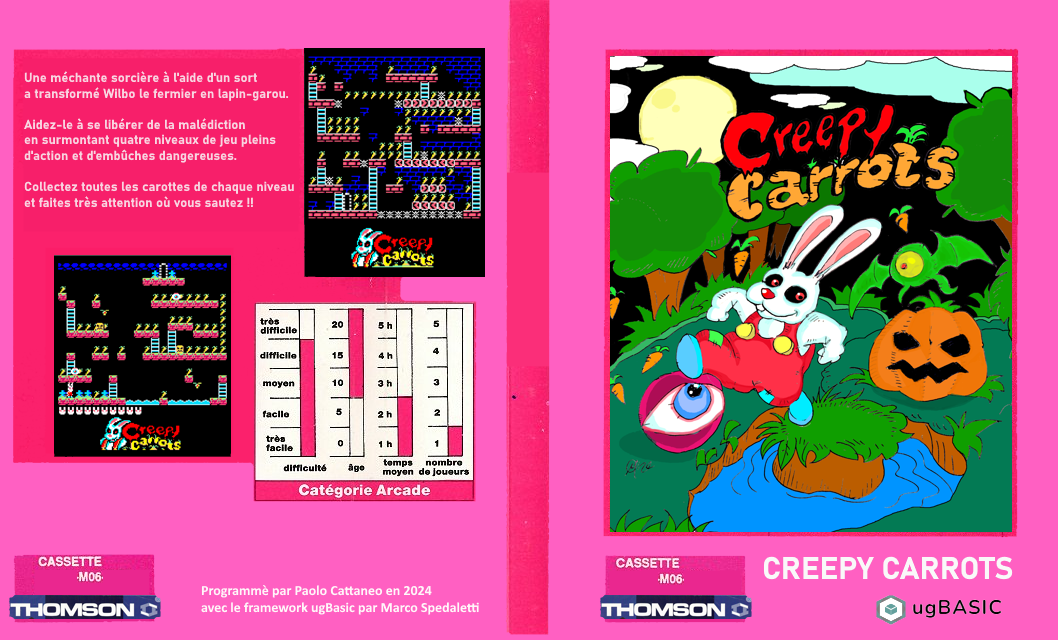 Une méchante sorcière à l'aide d'un sort
a transformé Wilbo le fermier en lapin-garou.
Aidez-le à se libérer de la malédiction
en surmontant quatre niveaux de jeu pleins
d'action et d'embûches dangereuses.
Collectez toutes les carottes de chaque niveau
et faites très attention où vous sautez !!
Creepy
Carrots
Creepy
Carrots
très
difficile
20
5 h
5
difficile
15
4 h
4
moyen
10
3 h
3
facile
5
2 h
2
très
facile
0
1 h
1
difficulté
âge
temps
moyen
nombre
de joueurs
Catégorie Arcade
CASSETTE
·M06·
THOMSON
Programmè par Paolo Cattaneo en 2024
avec le framework ugBasic par Marco Spedaletti
Creepy
Carrots
CASSETTE
·M06·
THOMSON
CREEPY CARROTS
ugBASIC